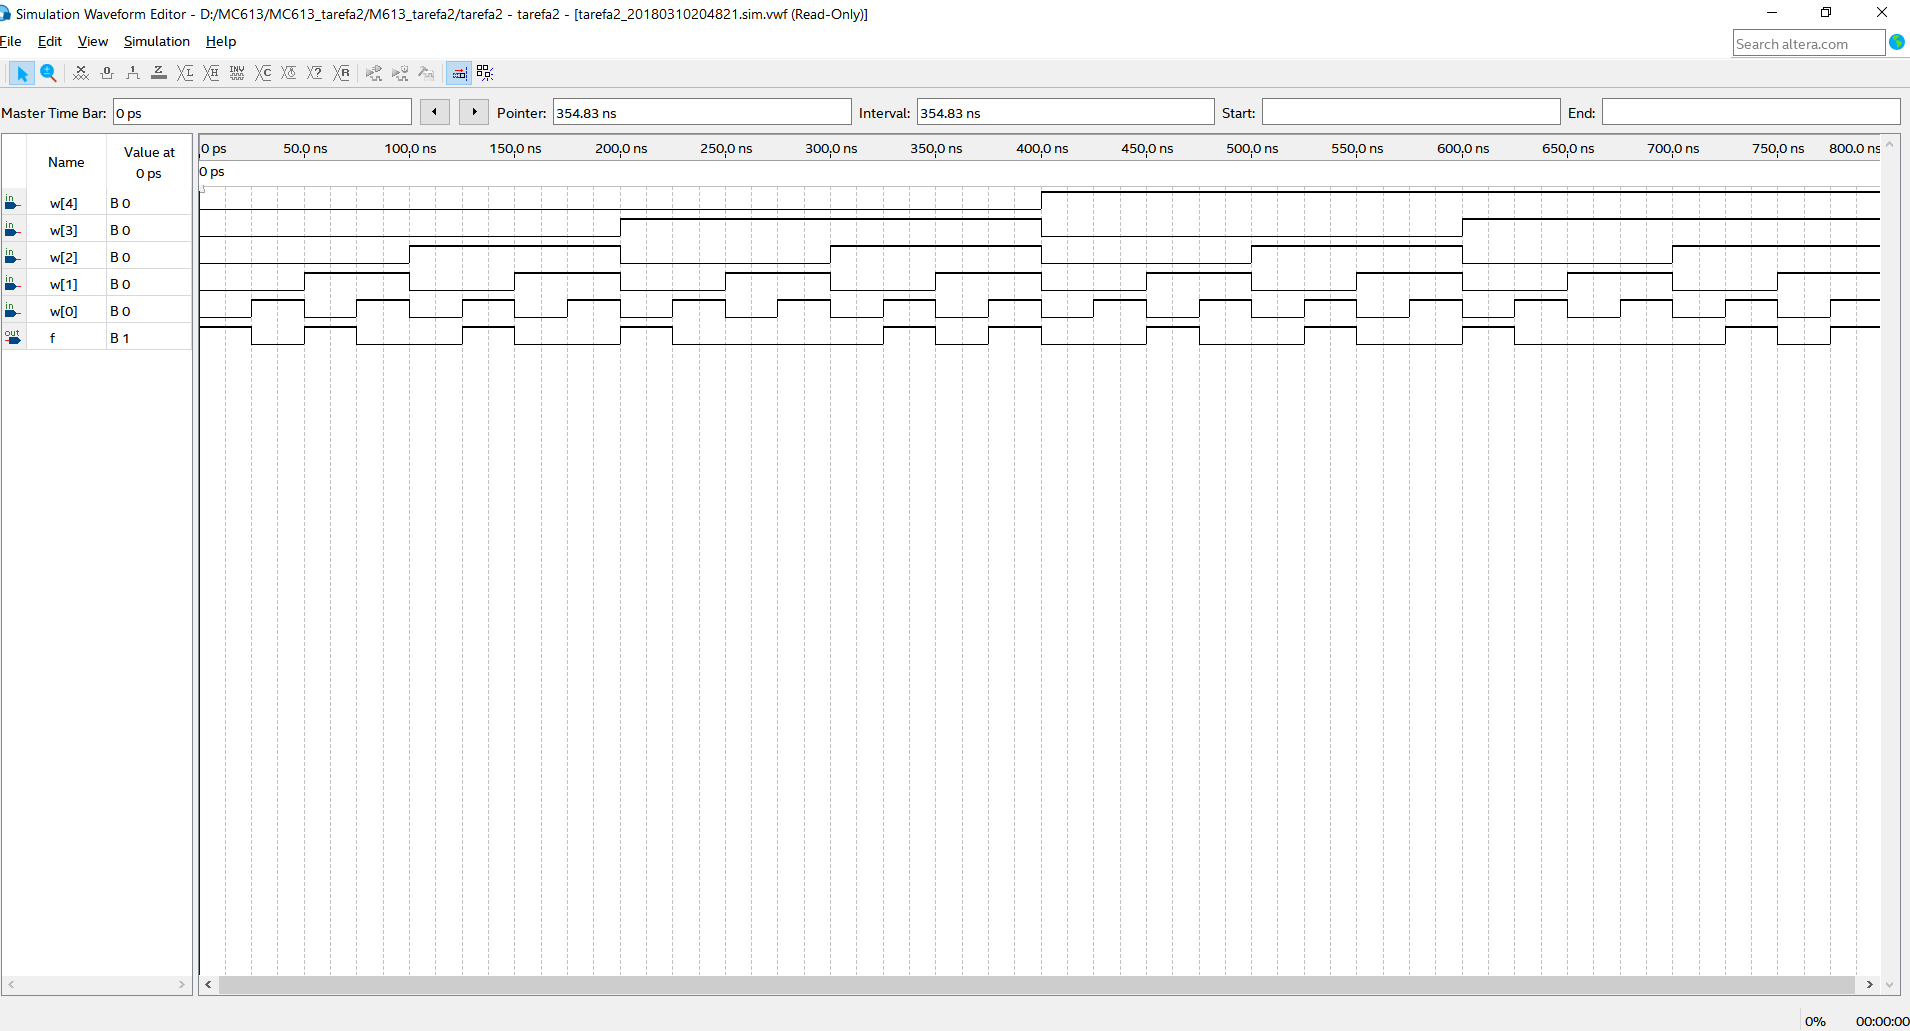 Simulation Waveform Editor - D:/MC613/MC613_tarefa2/M613_tarefa2/tarefa2 - tarefa2 - [tarefa2_20180310204821.sim.vwf (Read-Only)]
File Edit View Simulation Help
Search altera.com
Master Time Bar: 0 ps Pointer: 354.83 ns Interval: 354.83 ns Start: End:
Name Value at 0 ps
0 ps 50.0 ns 100.0 ns 150.0 ns 200.0 ns 250.0 ns 300.0 ns 350.0 ns 400.0 ns 450.0 ns 500.0 ns 550.0 ns 600.0 ns 650.0 ns 700.0 ns 750.0 ns 800.0 ns
0 ps
in w[4] B 0
in w[3] B 0
in w[2] B 0
in w[1] B 0
in w[0] B 0
out f B 1
0% 00:00:00